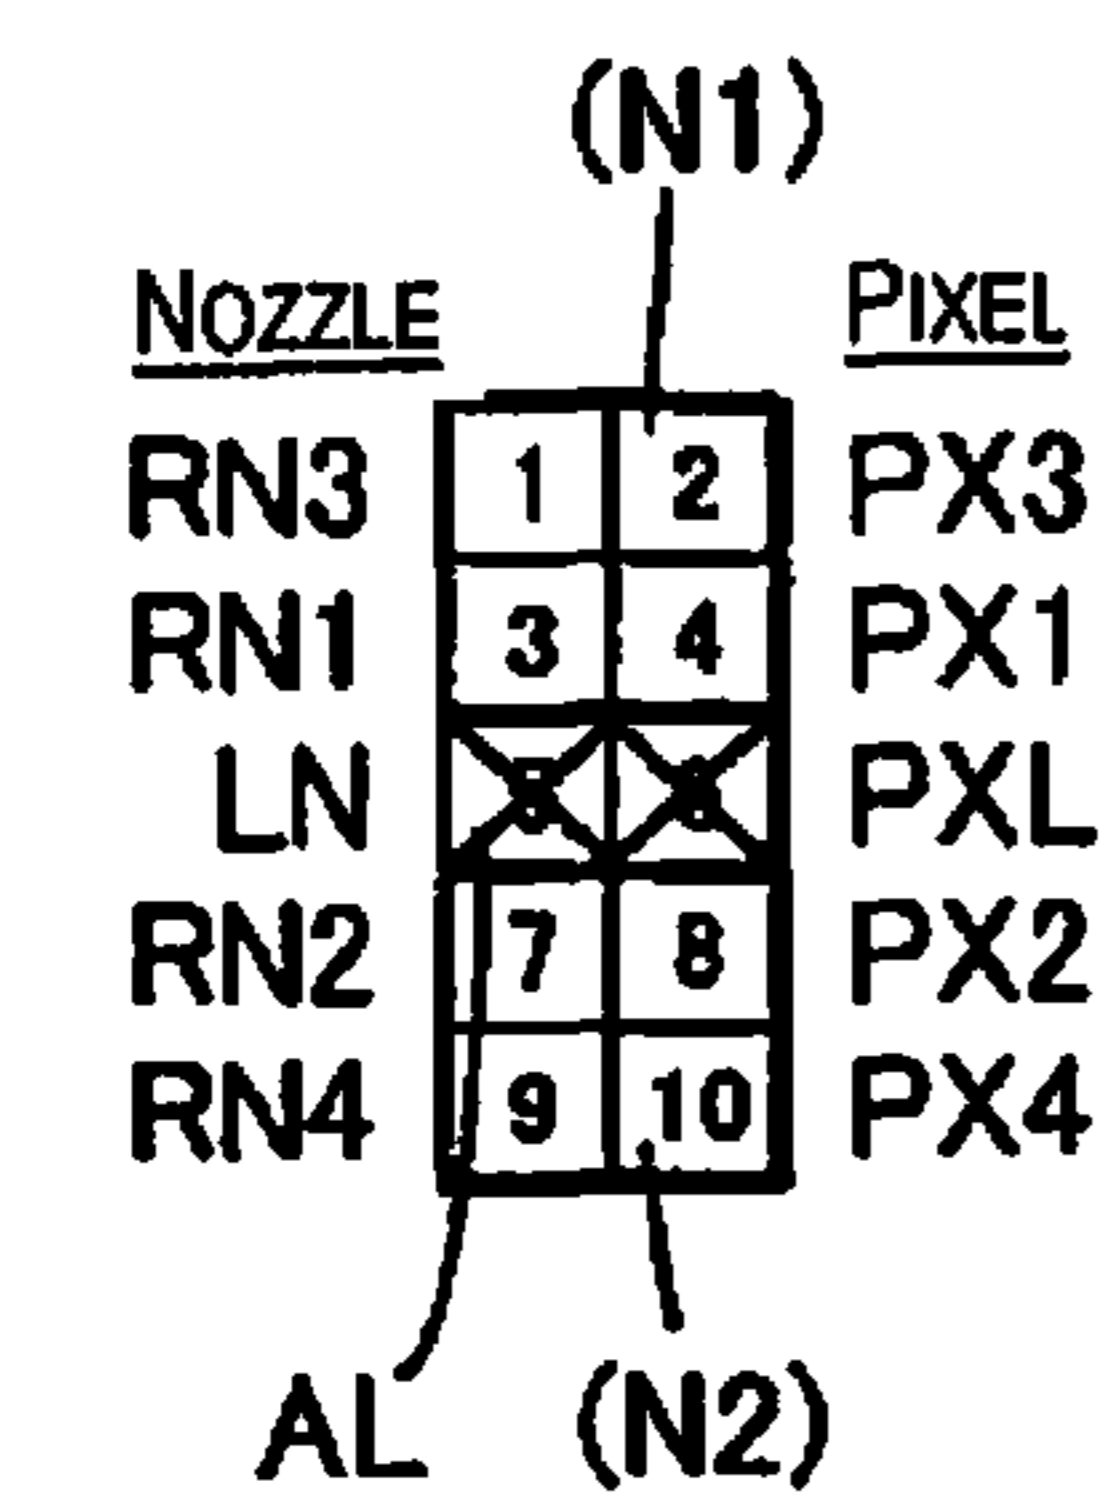 (N1)
NOZZLE PIXEL
RN3 1 2 PX3
RN1 3 4 PX1
LN PXL
RN2 7 8 PX2
RN4 9 10 PX4
AL (N2)